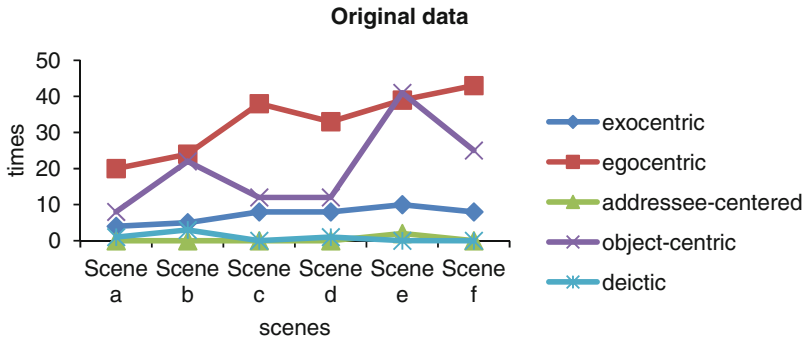 Original data
50
40
30
20
10
0
times
Scene a
Scene b
Scene c
Scene d
Scene e
Scene f
scenes
exocentric
egocentric
addressee-centered
object-centric
deictic